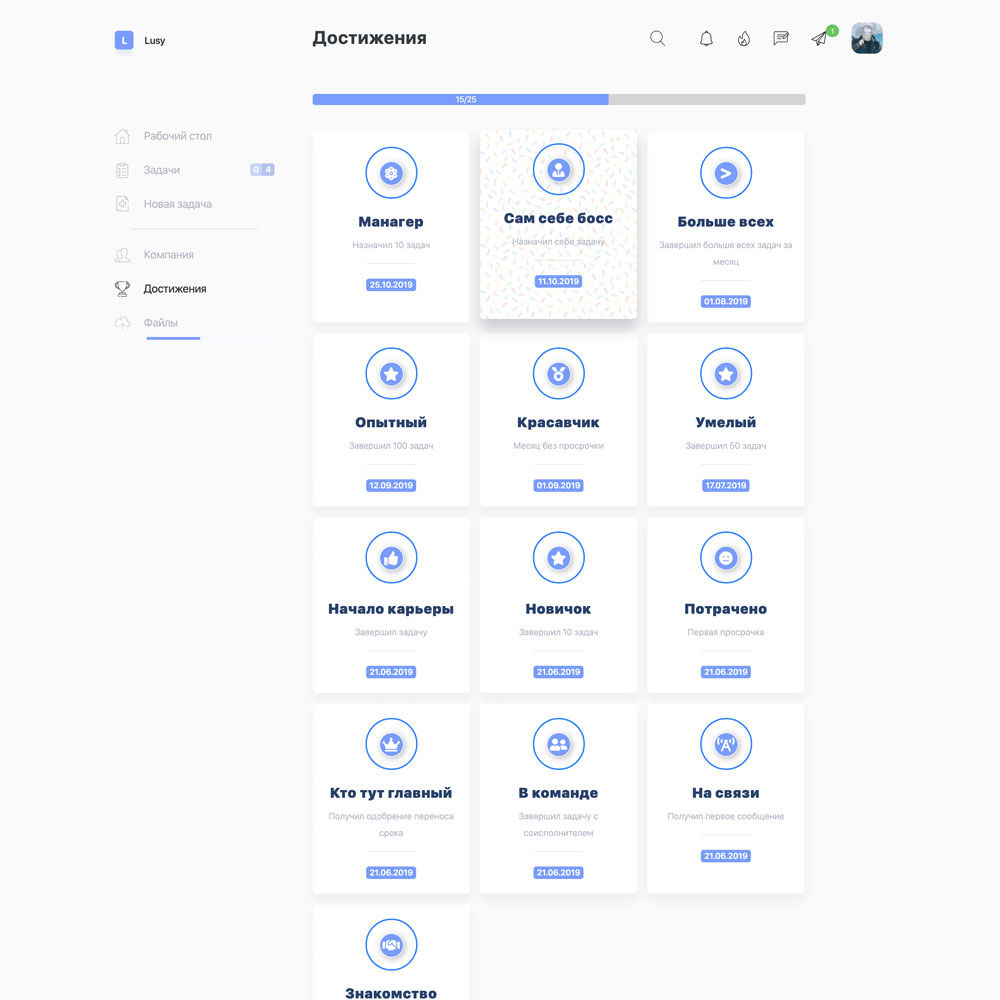 L Lusy
Достижения
1
15/25
Рабочий стол
Задачи 0 4
Новая задача
Компания
Достижения
Файлы
Манагер
Назначил 10 задач
25.10.2019
Сам себе босс
Назначил себе задачу
11.10.2019
Больше всех
Завершил больше всех задач за
месяц
01.08.2019
Опытный
Завершил 100 задач
12.09.2019
Красавчик
Месяц без просрочки
01.09.2019
Умелый
Завершил 50 задач
17.07.2019
Начало карьеры
Завершил задачу
21.06.2019
Новичок
Завершил 10 задач
21.06.2019
Потрачено
Первая просрочка
21.06.2019
Кто тут главный
Получил одобрение переноса
срока
21.06.2019
В команде
Завершил задачу с
соисполнителем
21.06.2019
На связи
Получил первое сообщение
21.06.2019
Знакомство